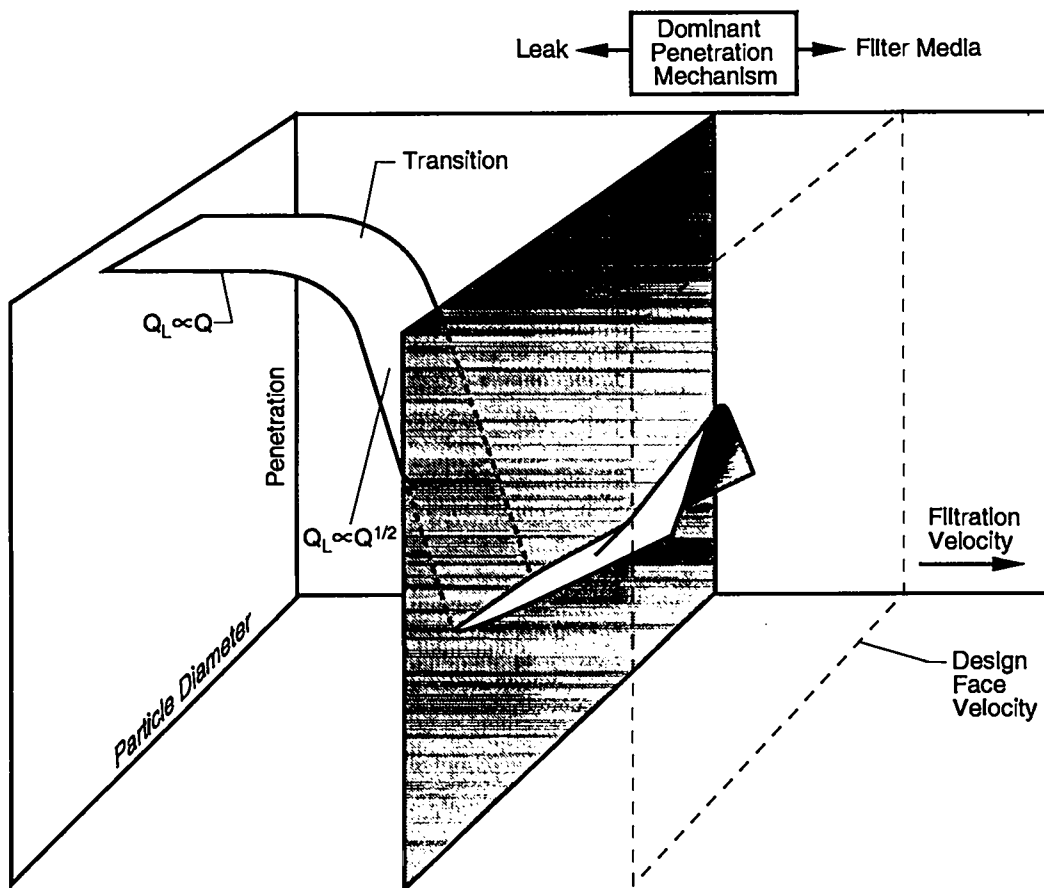 Leak
Dominant
Penetration
Mechanism
Filter Media
Transition
Q_L∝Q
Penetration
Q_L∝Q^1/2
Filtration
Velocity
Particle Diameter
Design
Face
Velocity